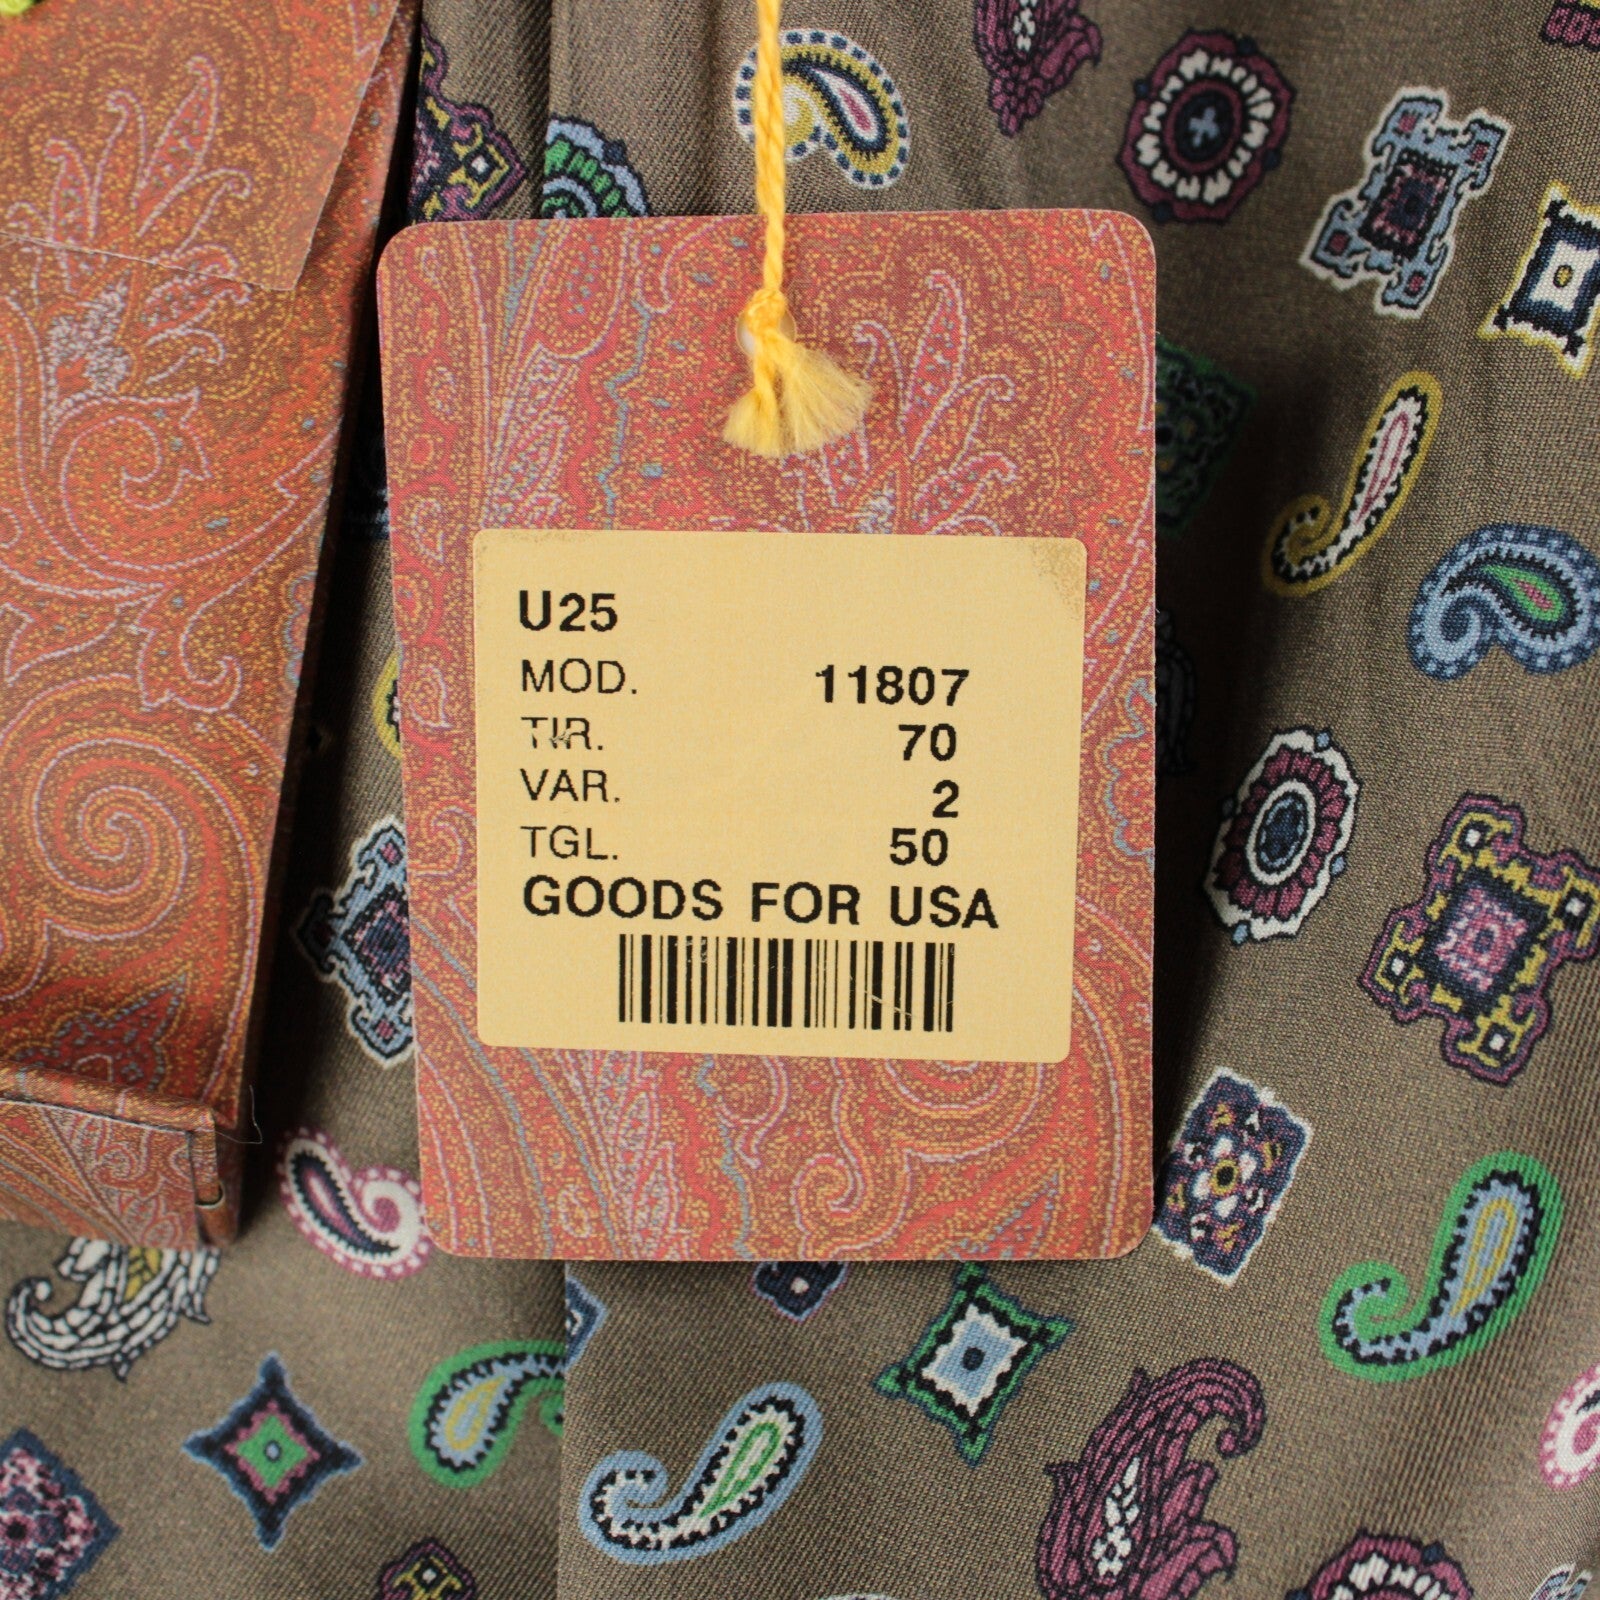 U25
MOD. 11807
TIR. 70
VAR. 2
TGL. 50
GOODS FOR USA